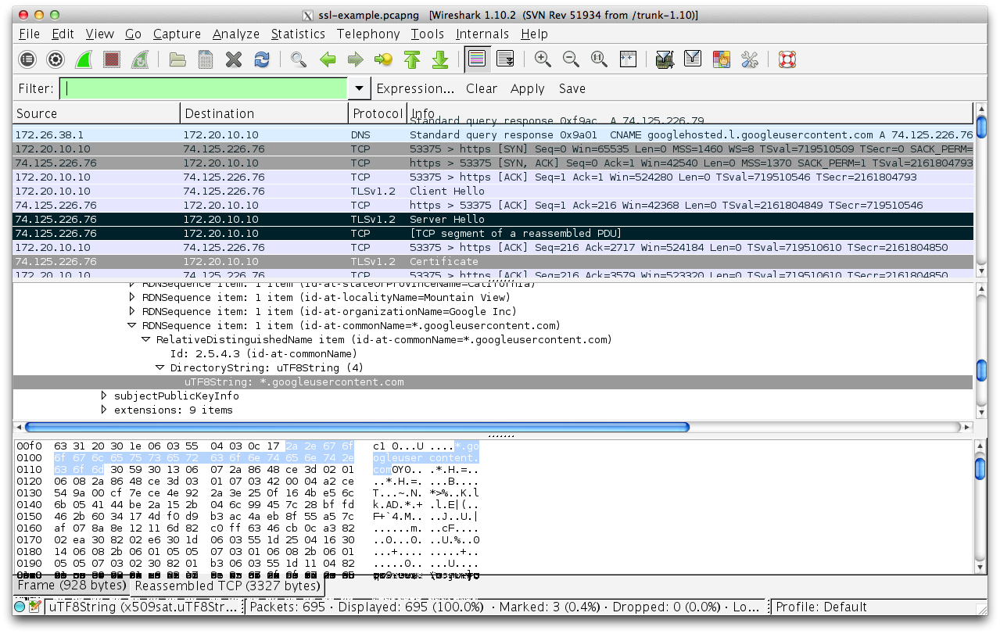 ssl-example.pcapng   [Wireshark 1.10.2  (SVN Rev 51934 from /trunk-1.10)]
File Edit View Go Capture Analyze Statistics Telephony Tools Internals Help
Filter: Expression... Clear Apply Save
Source Destination Protocol Info
Standard query response 0xf9ac  A 74.125.226.79
172.26.38.1 172.20.10.10 DNS Standard query response 0x9a01  CNAME googlehosted.l.googleusercontent.com A 74.125.226.76
172.20.10.10 74.125.226.76 TCP 53375 > https [SYN] Seq=0 Win=65535 Len=0 MSS=1460 WS=8 TSval=719510509 TSecr=0 SACK_PERM=
74.125.226.76 172.20.10.10 TCP https > 53375 [SYN, ACK] Seq=0 Ack=1 Win=42540 Len=0 MSS=1370 SACK_PERM=1 TSval=2161804793
172.20.10.10 74.125.226.76 TCP 53375 > https [ACK] Seq=1 Ack=1 Win=524280 Len=0 TSval=719510546 TSecr=2161804793
172.20.10.10 74.125.226.76 TLSv1.2 Client Hello
74.125.226.76 172.20.10.10 TCP https > 53375 [ACK] Seq=1 Ack=216 Win=42368 Len=0 TSval=2161804849 TSecr=719510546
74.125.226.76 172.20.10.10 TLSv1.2 Server Hello
74.125.226.76 172.20.10.10 TCP [TCP segment of a reassembled PDU]
172.20.10.10 74.125.226.76 TCP 53375 > https [ACK] Seq=216 Ack=2717 Win=524184 Len=0 TSval=719510610 TSecr=2161804850
74.125.226.76 172.20.10.10 TLSv1.2 Certificate
172.20.10.10 74.125.226.76 TCP 53375 > https [ACK] Seq=216 Ack=3579 Win=523320 Len=0 TSval=719510610 TSecr=2161804850
RDNSequence item: 1 item (id-at-stateOrProvinceName=California)
RDNSequence item: 1 item (id-at-localityName=Mountain View)
RDNSequence item: 1 item (id-at-organizationName=Google Inc)
RDNSequence item: 1 item (id-at-commonName=*.googleusercontent.com)
RelativeDistinguishedName item (id-at-commonName=*.googleusercontent.com)
Id: 2.5.4.3 (id-at-commonName)
DirectoryString: uTF8String (4)
uTF8String: *.googleusercontent.com
subjectPublicKeyInfo
extensions: 9 items
00f0  63 31 20 30 1e 06 03 55  04 03 0c 17 2a 2e 67 6f   c1 0...U ....*.go
0100  6f 67 6c 65 75 73 65 72  63 6f 6e 74 65 6e 74 2e   ogleuser content.
0110  63 6f 6d 30 59 30 13 06  07 2a 86 48 ce 3d 02 01   com0Y0.. .*.H.=..
0120  06 08 2a 86 48 ce 3d 03  01 07 03 42 00 04 a2 ce   ..*.H.=. ...B....
0130  54 9a 00 cf 7e ce 4e 92  2a 3e 25 0f 16 4b e5 6c   T...~.N. *>%..K.l
0140  6b 05 41 44 be 2a 15 2b  04 6c 99 45 7c 28 bf fd   k.AD.*.+ .l.E|(..
0150  46 2b 60 34 17 4d f0 d9  b3 ac 4a eb 8f 55 a5 7c   F+`4.M.. ..J..U.|
0160  af 07 8a 8e 12 11 6d 82  c0 ff 63 46 cb 0c a3 82   ......m. ..cF....
0170  02 ea 30 82 02 e6 30 1d  06 03 55 1d 25 04 16 30   ..0...0. ..U.%..0
0180  14 06 08 2b 06 01 05 05  07 03 01 06 08 2b 06 01   ...+.... .....+..
0190  05 05 07 03 02 30 82 01  b3 06 03 55 1d 11 04 82   .....0.. ...U....
Frame (928 bytes) Reassembled TCP (3327 bytes)
uTF8String (x509sat.uTF8Str... Packets: 695 · Displayed: 695 (100.0%)  · Marked: 3 (0.4%) · Dropped: 0 (0.0%) · Lo... Profile: Default